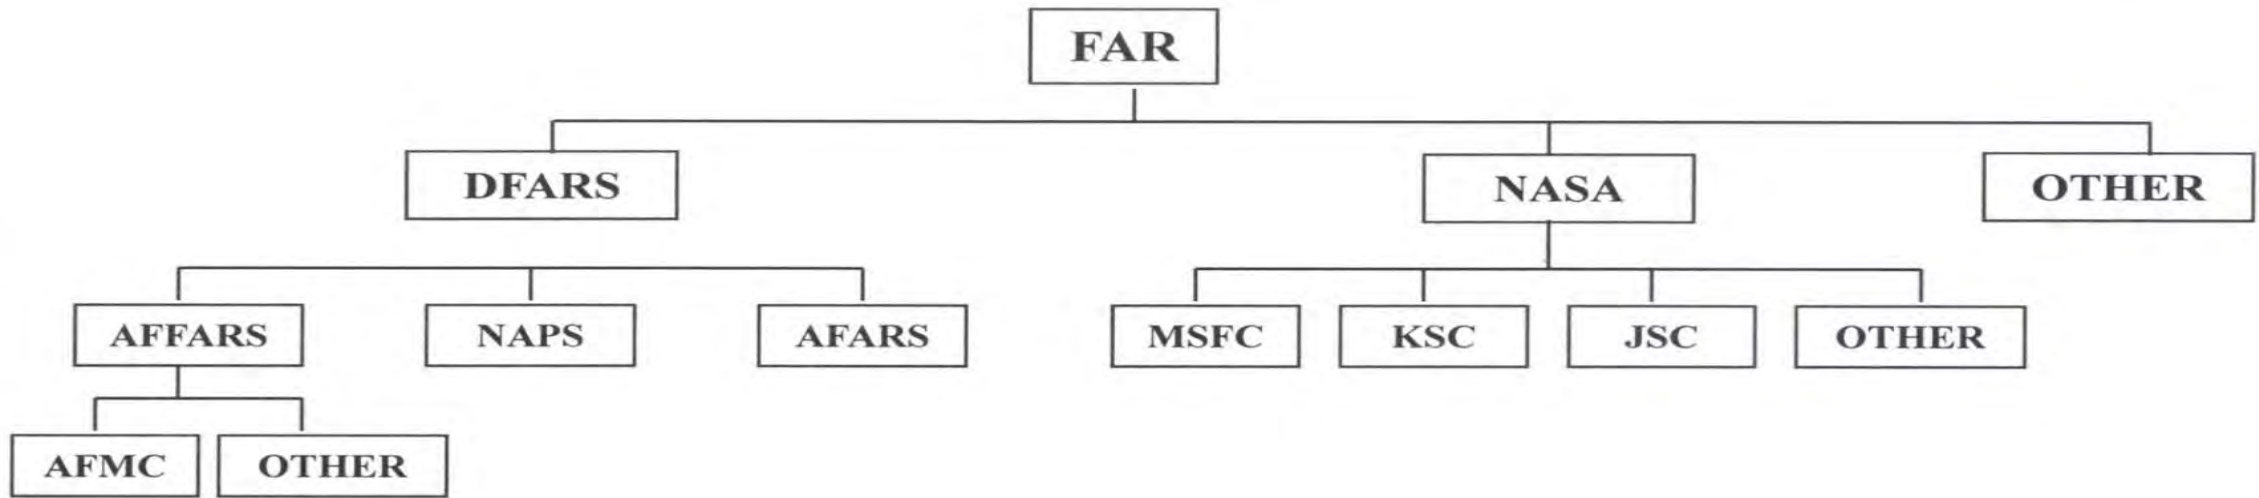 FAR
DFARS
NASA
OTHER
AFFARS
NAPS
AFARS
MSFC
KSC
JSC
OTHER
AFMC
OTHER